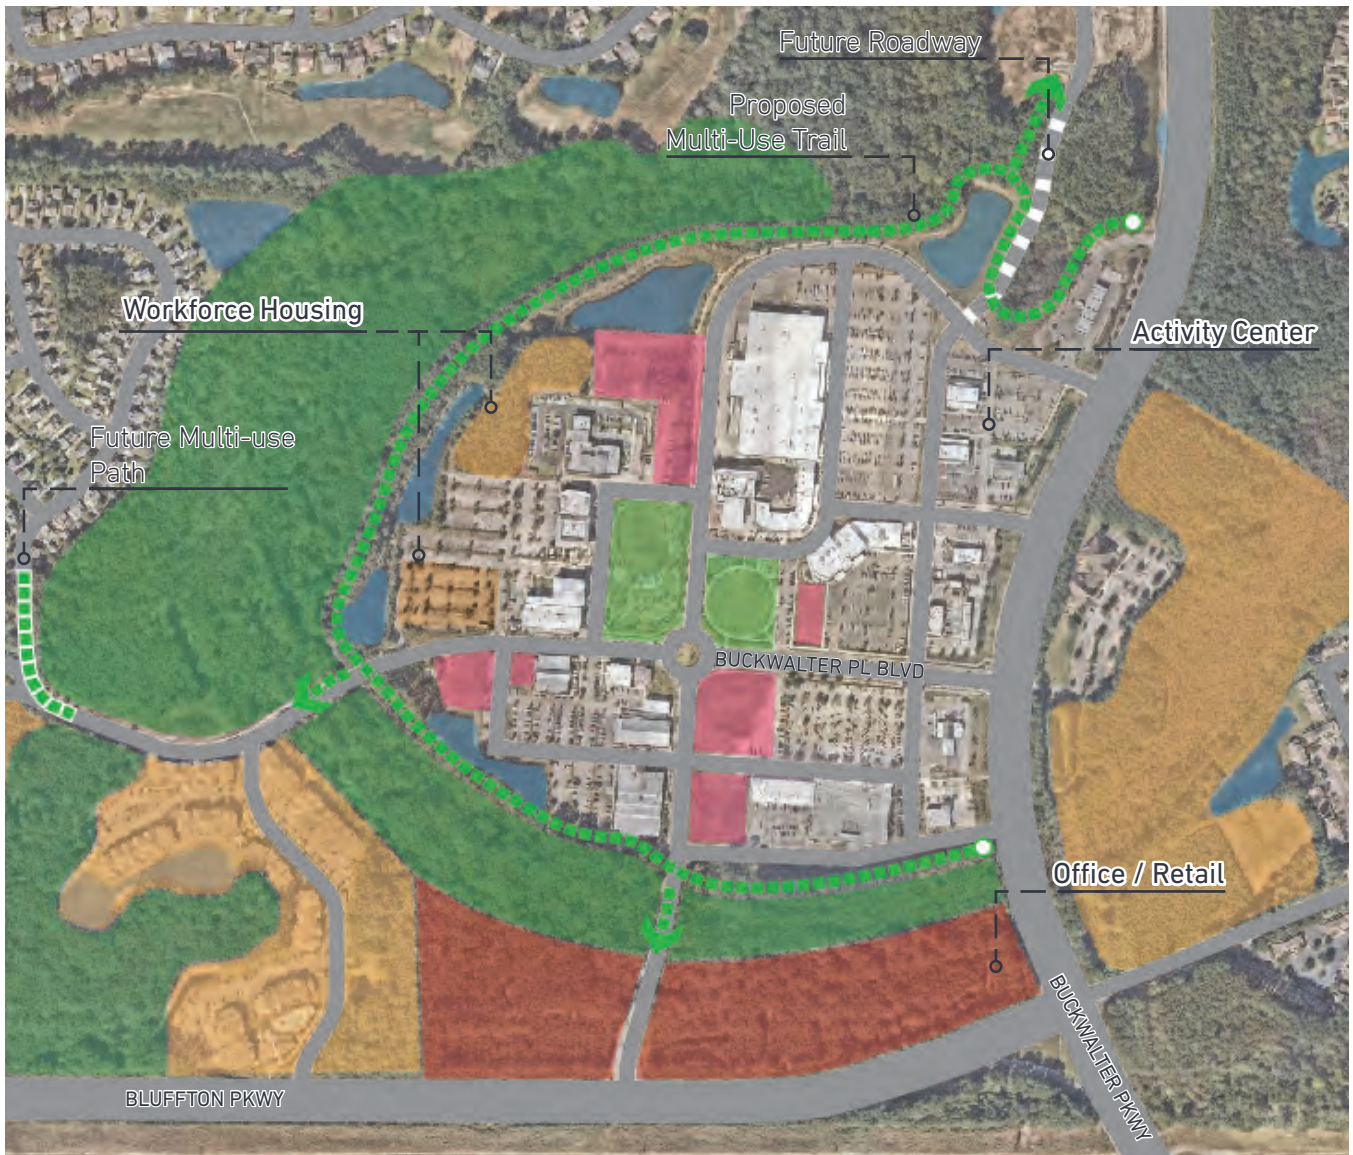 Future Roadway
Proposed
Multi-Use Trail
Workforce Housing
Activity Center
Future Multi-use
Path
BUCKWALTER PL BLVD
Office / Retail
BUCKWALTER PKWY
BLUFFTON PKWY